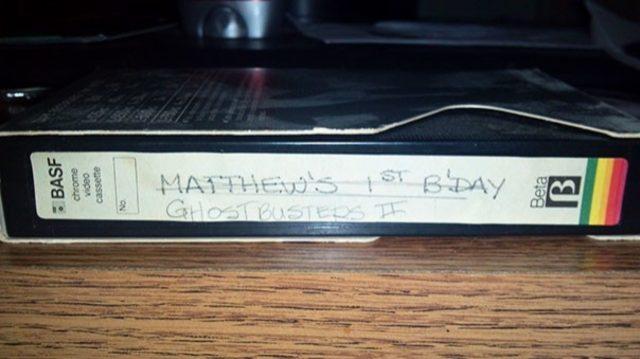 BASF
chrome
video
cassette
No.
MATTHEW'S 1ST B'DAY
GHOSTBUSTERS II
Beta
β